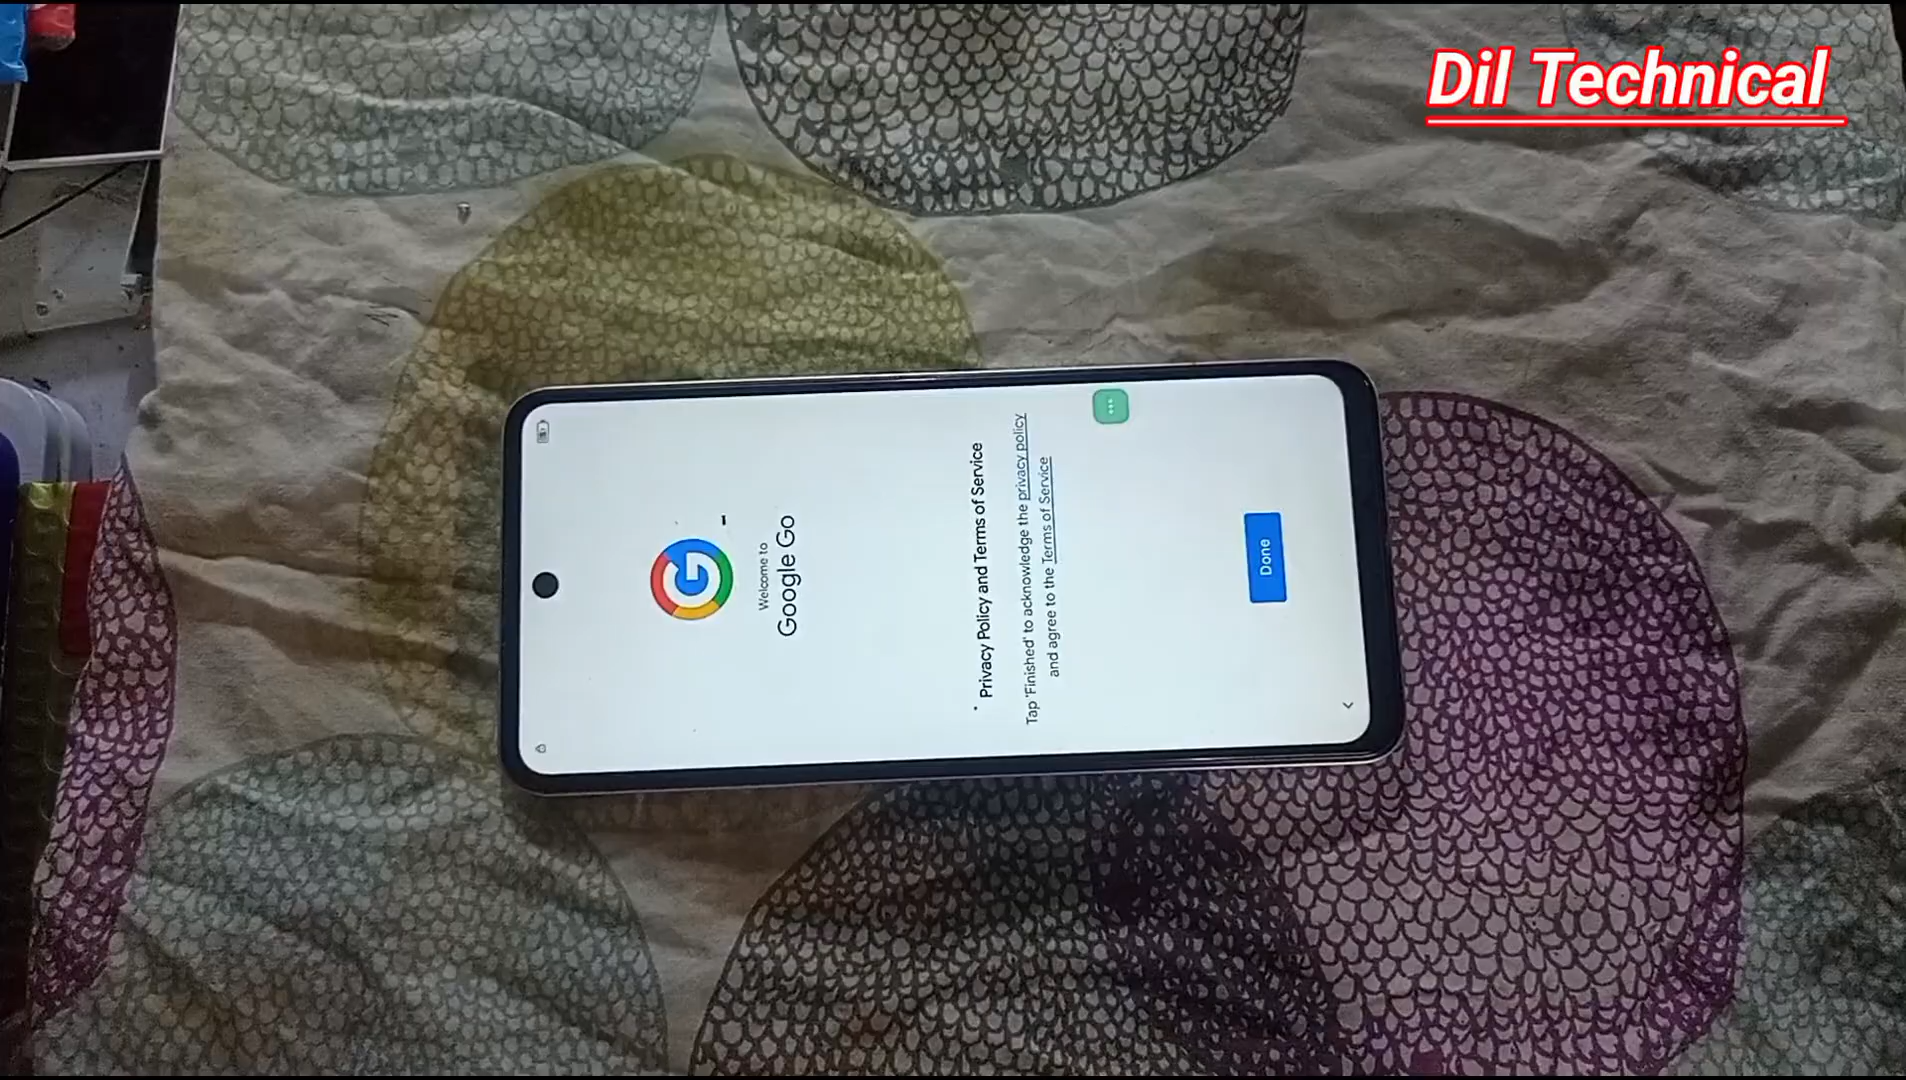 Dil Technical
Welcome to
Google Go
Privacy Policy and Terms of Service
Tap 'Finished' to acknowledge the privacy policy
and agree to the Terms of Service
Done